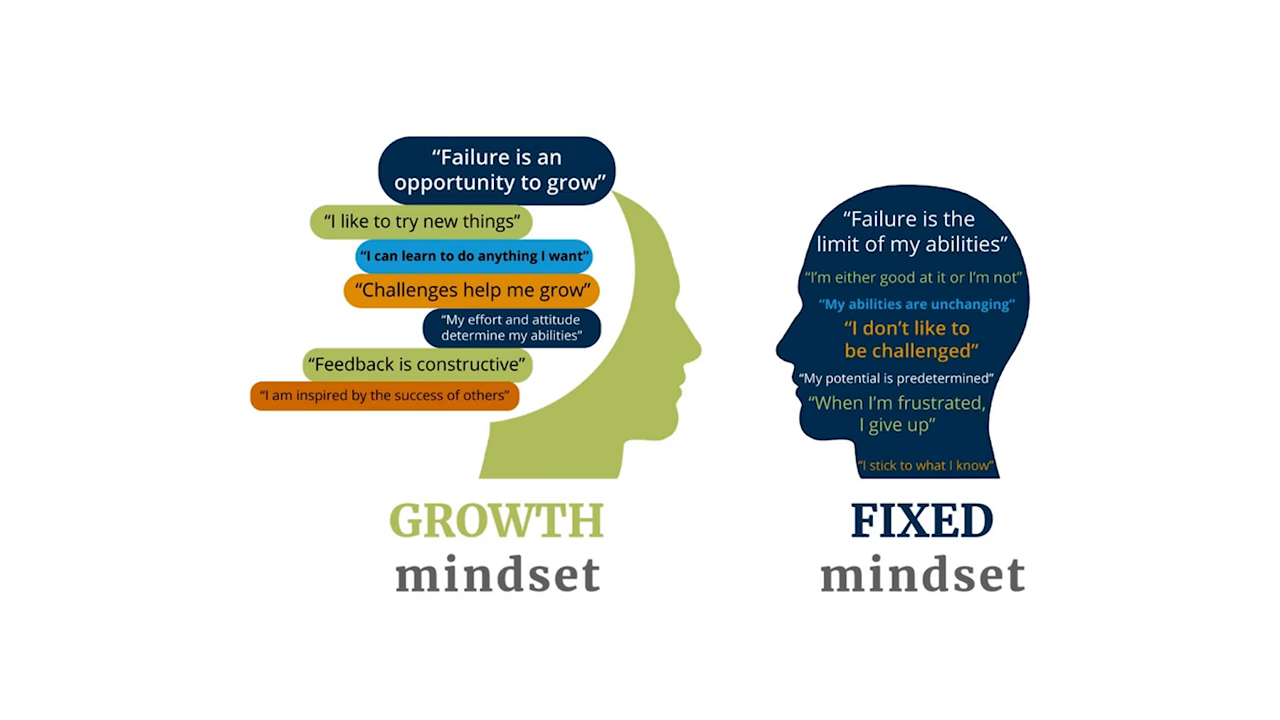 “Failure is an
opportunity to grow”
“I like to try new things”
“I can learn to do anything I want”
“Challenges help me grow”
“My effort and attitude
determine my abilities”
“Feedback is constructive”
“I am inspired by the success of others”
GROWTH
mindset
“Failure is the
limit of my abilities”
“I’m either good at it or I’m not”
“My abilities are unchanging”
“I don’t like to
be challenged”
“My potential is predetermined”
“When I’m frustrated,
I give up”
“I stick to what I know”
FIXED
mindset